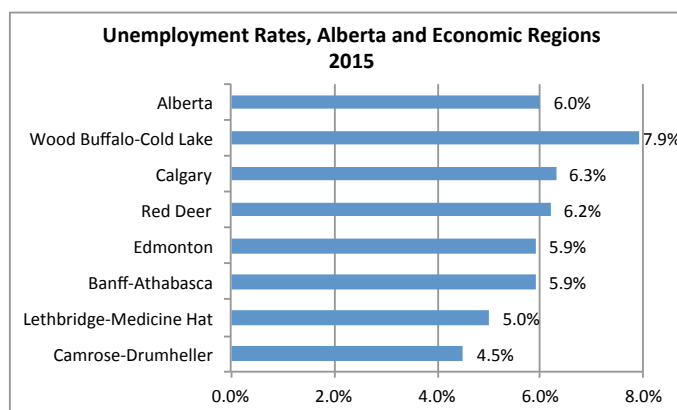 Unemployment Rates, Alberta and Economic Regions
2015
Alberta 6.0%
Wood Buffalo-Cold Lake 7.9%
Calgary 6.3%
Red Deer 6.2%
Edmonton 5.9%
Banff-Athabasca 5.9%
Lethbridge-Medicine Hat 5.0%
Camrose-Drumheller 4.5%
0.0% 2.0% 4.0% 6.0% 8.0%